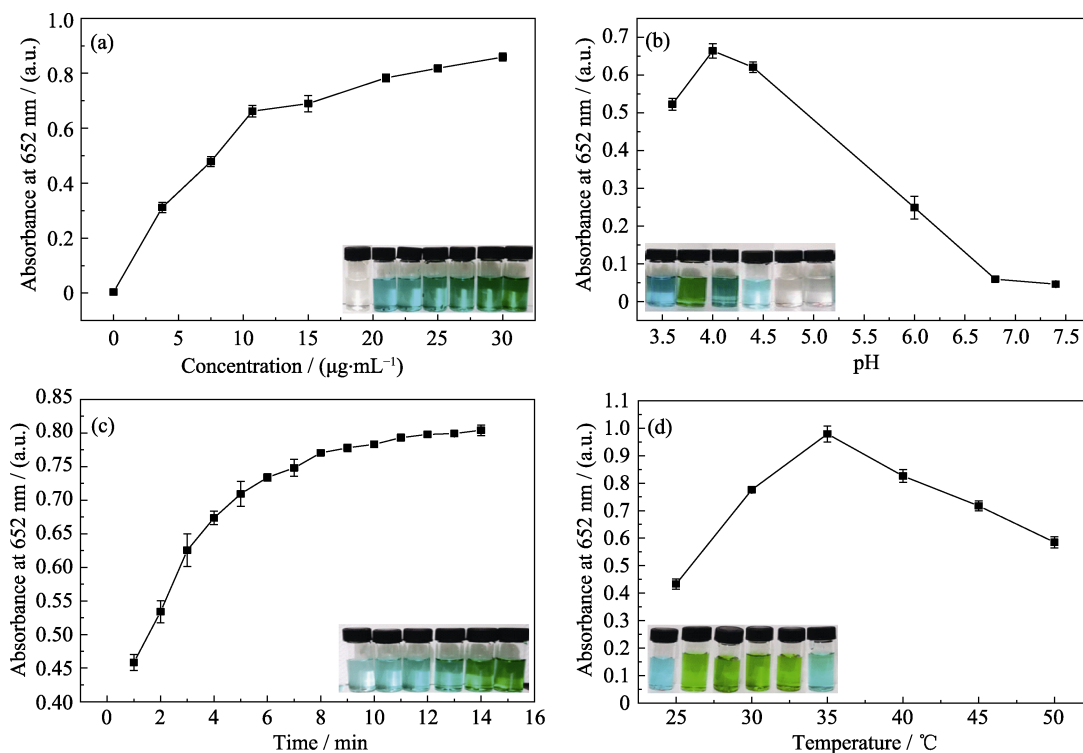 (a)
Absorbance at 652 nm / (a.u.)
1.0
0.8
0.6
0.4
0.2
0
0 5 10 15 20 25 30
Concentration / (μg·mL⁻¹)
(b)
Absorbance at 652 nm / (a.u.)
0.7
0.6
0.5
0.4
0.3
0.2
0.1
0
3.5 4.0 4.5 5.0 5.5 6.0 6.5 7.0 7.5
pH
(c)
Absorbance at 652 nm / (a.u.)
0.85
0.80
0.75
0.70
0.65
0.60
0.55
0.50
0.45
0.40
0 2 4 6 8 10 12 14 16
Time / min
(d)
Absorbance at 652 nm / (a.u.)
1.1
1.0
0.9
0.8
0.7
0.6
0.5
0.4
0.3
0.2
0.1
0
25 30 35 40 45 50
Temperature / ℃